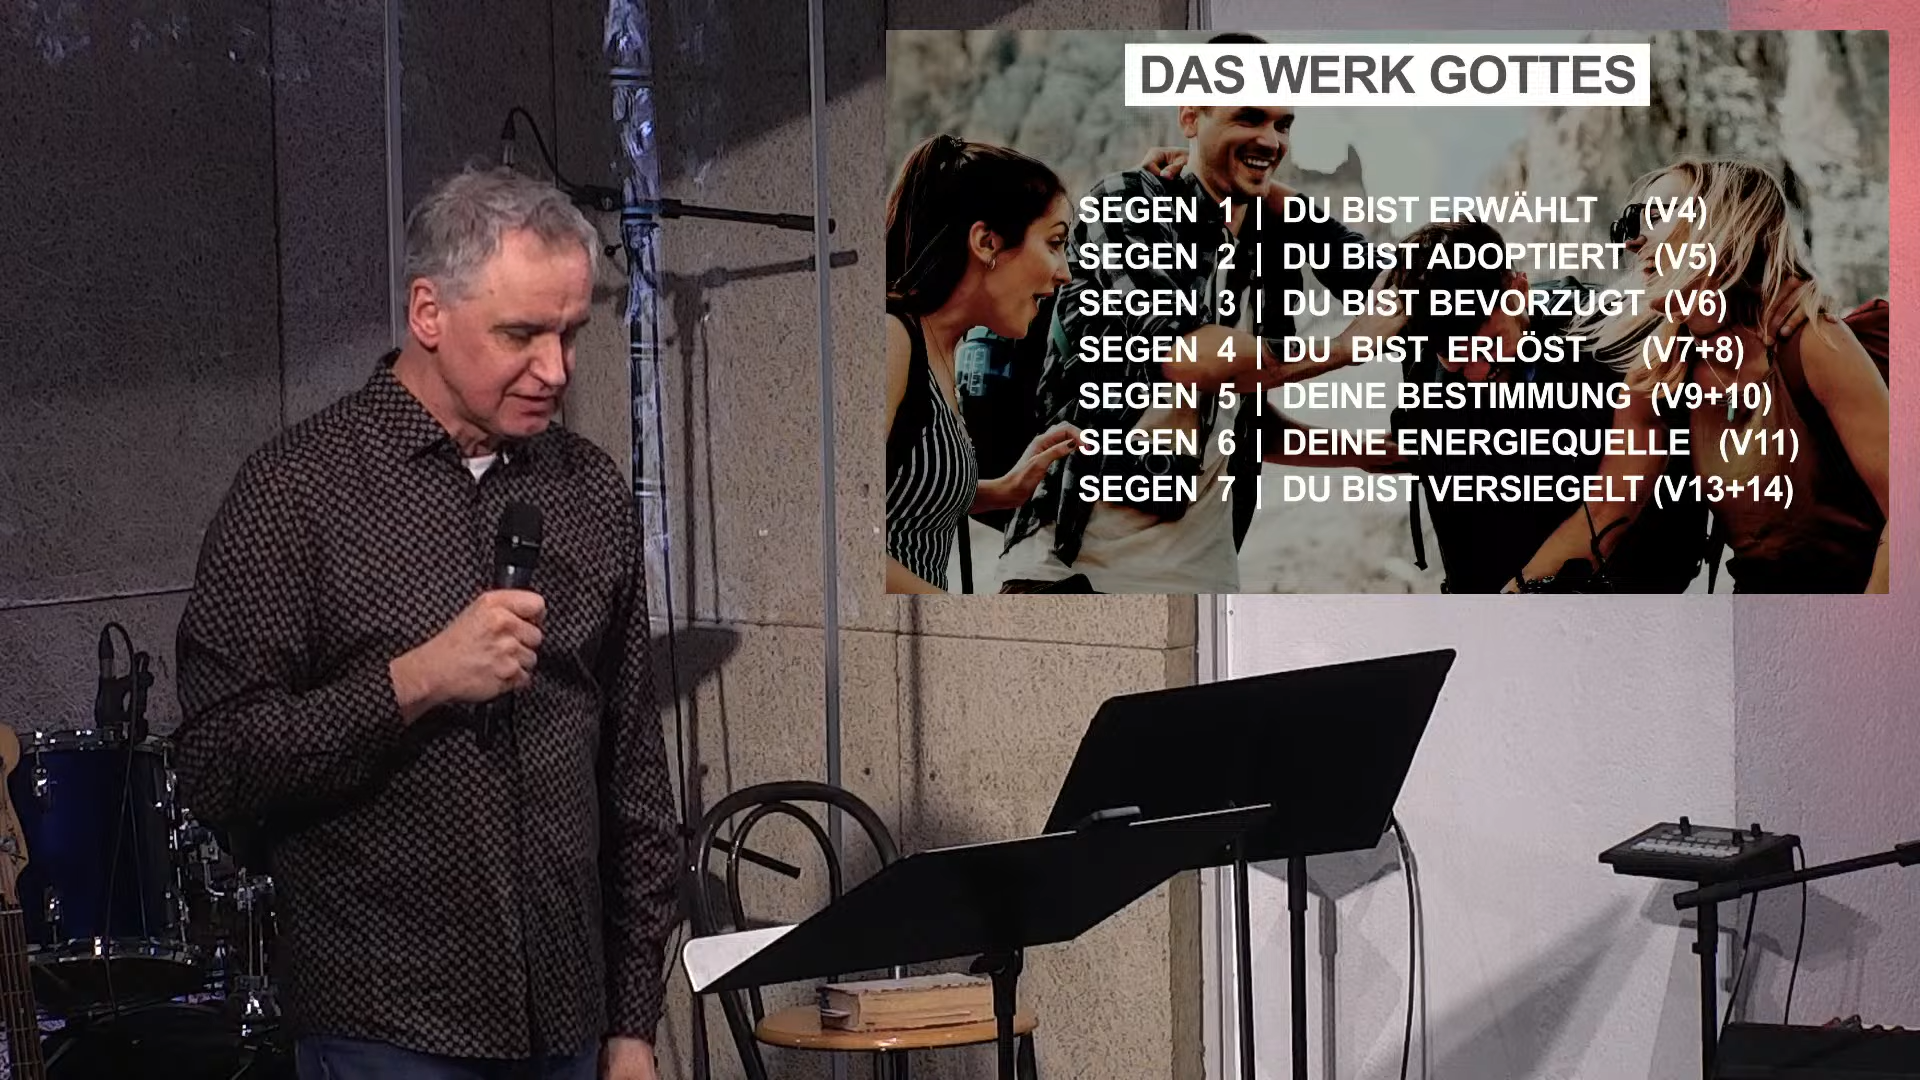 DAS WERK GOTTES
SEGEN 1 | DU BIST ERWÄHLT (V4)
SEGEN 2 | DU BIST ADOPTIERT (V5)
SEGEN 3 | DU BIST BEVORZUGT (V6)
SEGEN 4 | DU BIST ERLÖST (V7+8)
SEGEN 5 | DEINE BESTIMMUNG (V9+10)
SEGEN 6 | DEINE ENERGIEQUELLE (V11)
SEGEN 7 | DU BIST VERSIEGELT (V13+14)